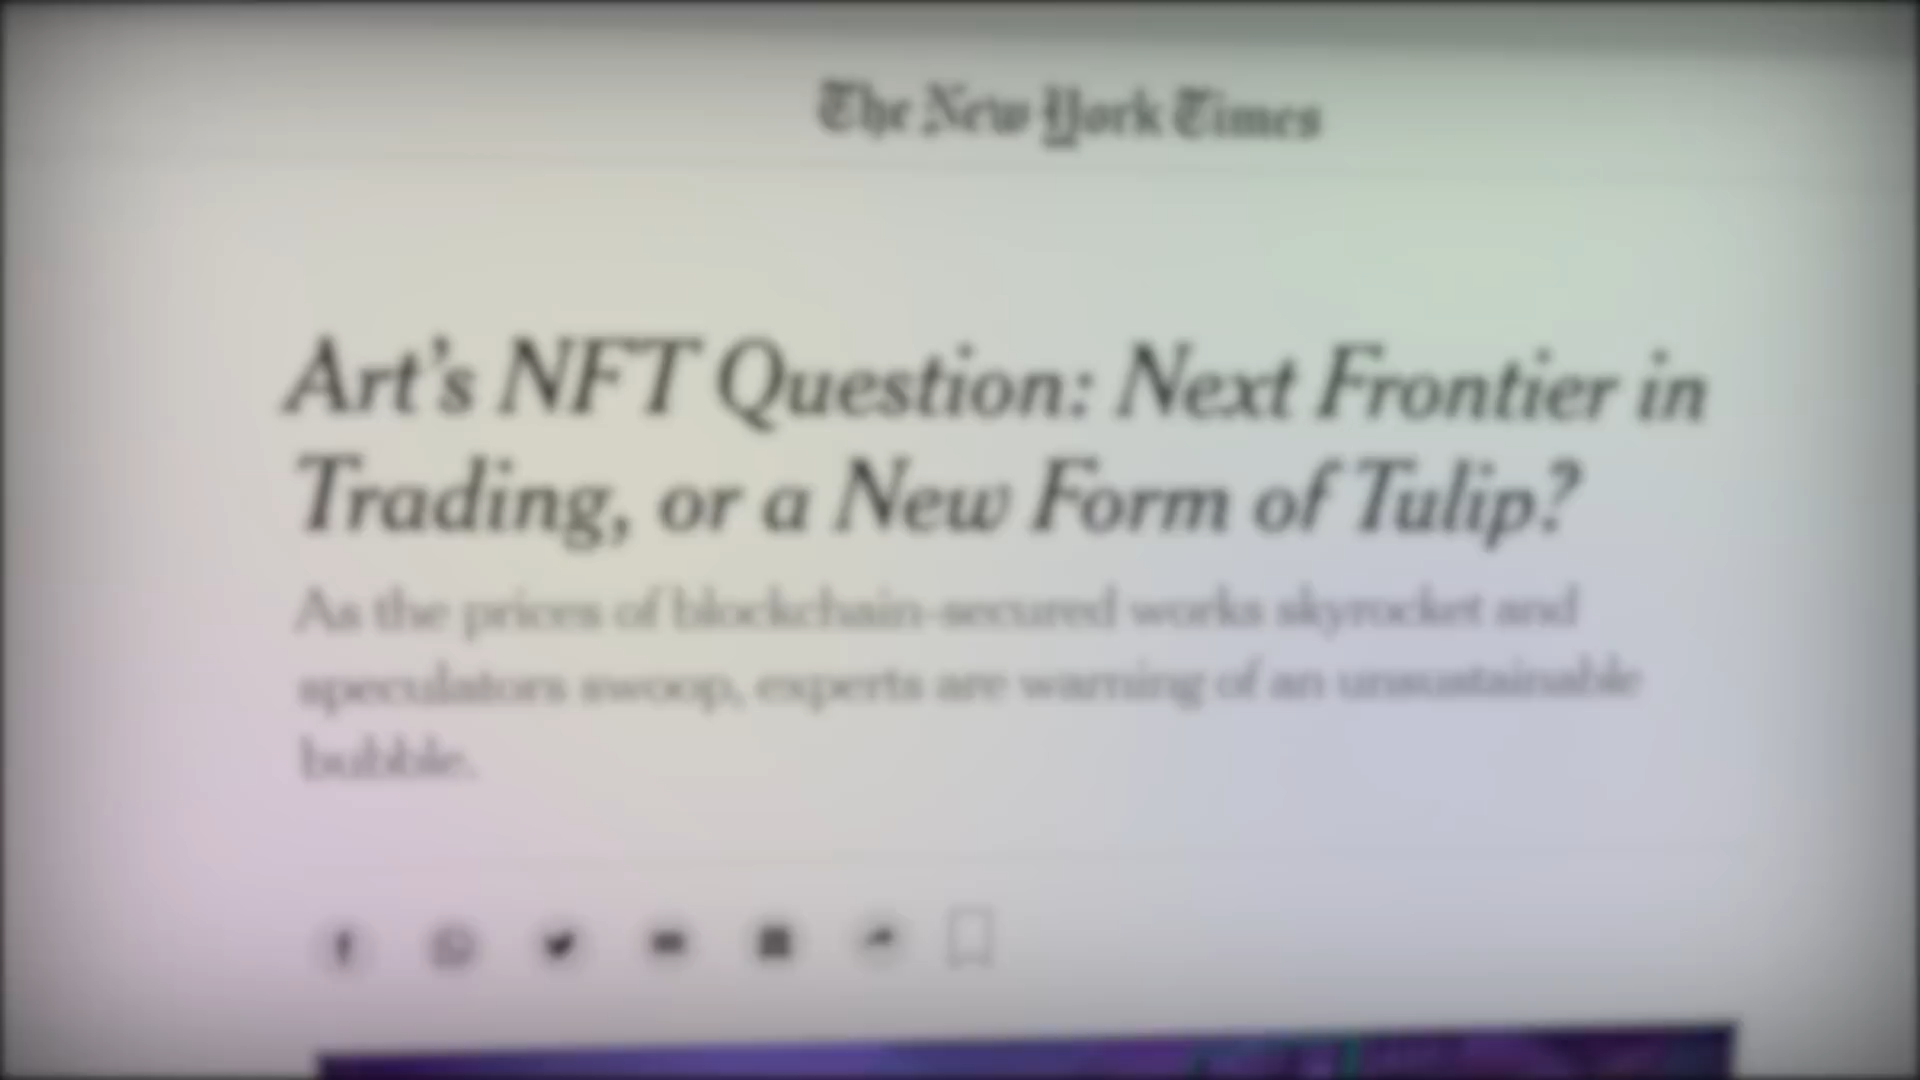 The New York Times
Art's NFT Question: Next Frontier in
Trading, or a New Form of Tulip?
As the prices of blockchain-secured works skyrocket and
speculators swoop, experts are warning of an unsustainable
bubble.